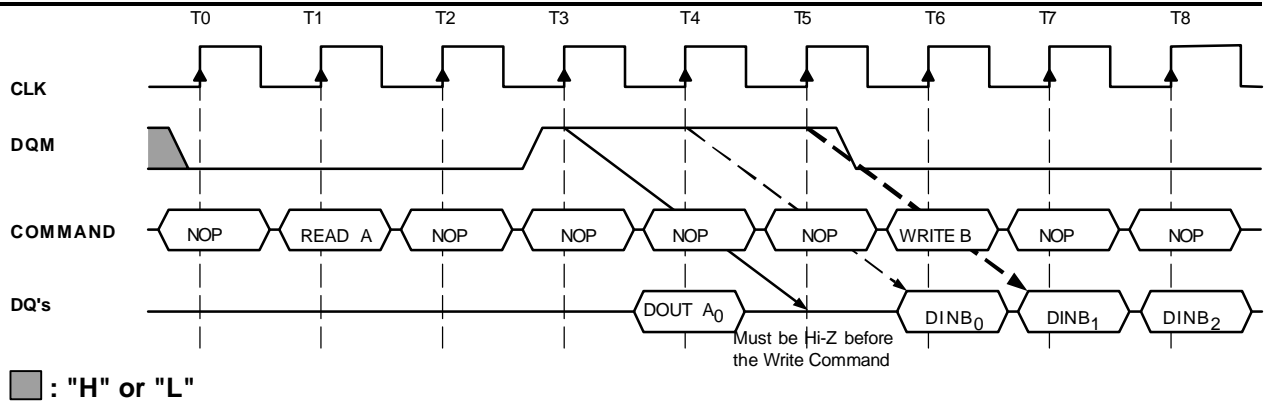 T0 T1 T2 T3 T4 T5 T6 T7 T8
CLK
DQM
COMMAND NOP READ A NOP NOP NOP NOP WRITE B NOP NOP
DQ's DOUT A0 DINB0 DINB1 DINB2
Must be Hi-Z before
the Write Command
: "H" or "L"